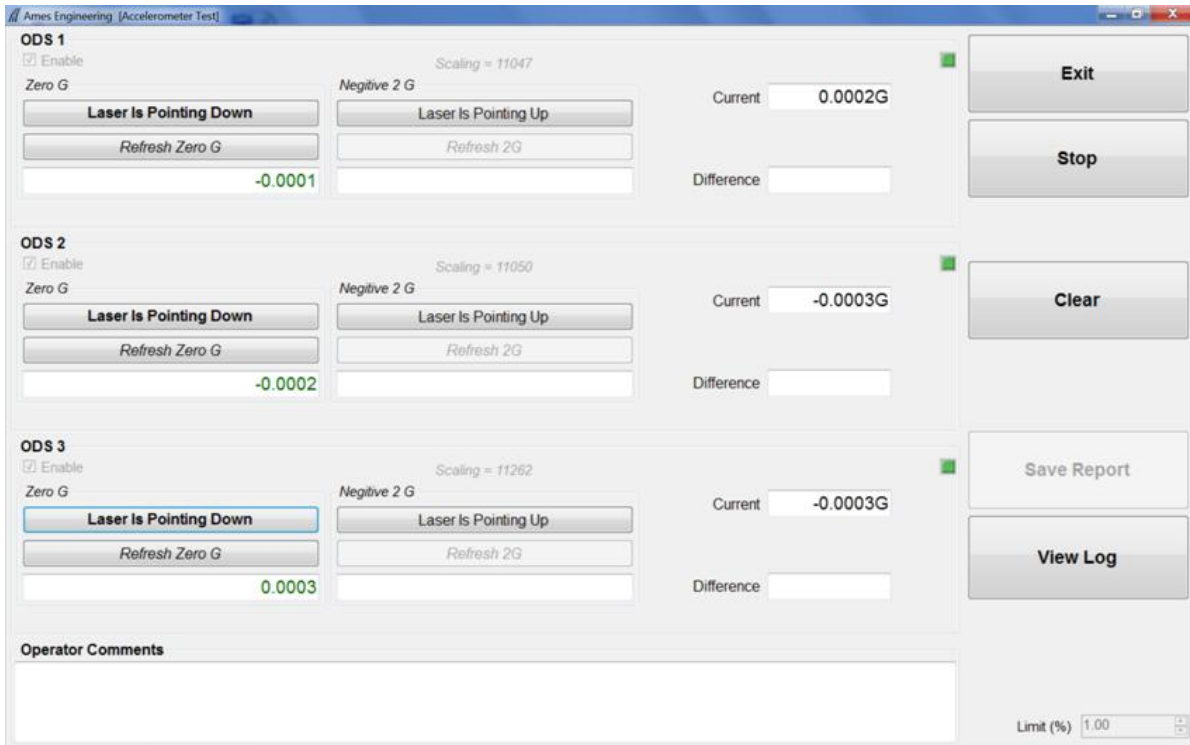 Ames Engineering [Accelerometer Test]
ODS 1
Enable
Scaling = 11047
Zero G
Negitive 2 G
Laser Is Pointing Down
Laser Is Pointing Up
Current 0.0002G
Refresh Zero G
Refresh 2G
-0.0001
Difference
ODS 2
Enable
Scaling = 11050
Zero G
Negitive 2 G
Laser Is Pointing Down
Laser Is Pointing Up
Current -0.0003G
Refresh Zero G
Refresh 2G
-0.0002
Difference
ODS 3
Enable
Scaling = 11262
Zero G
Negitive 2 G
Laser Is Pointing Down
Laser Is Pointing Up
Current -0.0003G
Refresh Zero G
Refresh 2G
0.0003
Difference
Operator Comments
Exit
Stop
Clear
Save Report
View Log
Limit (%) 1.00